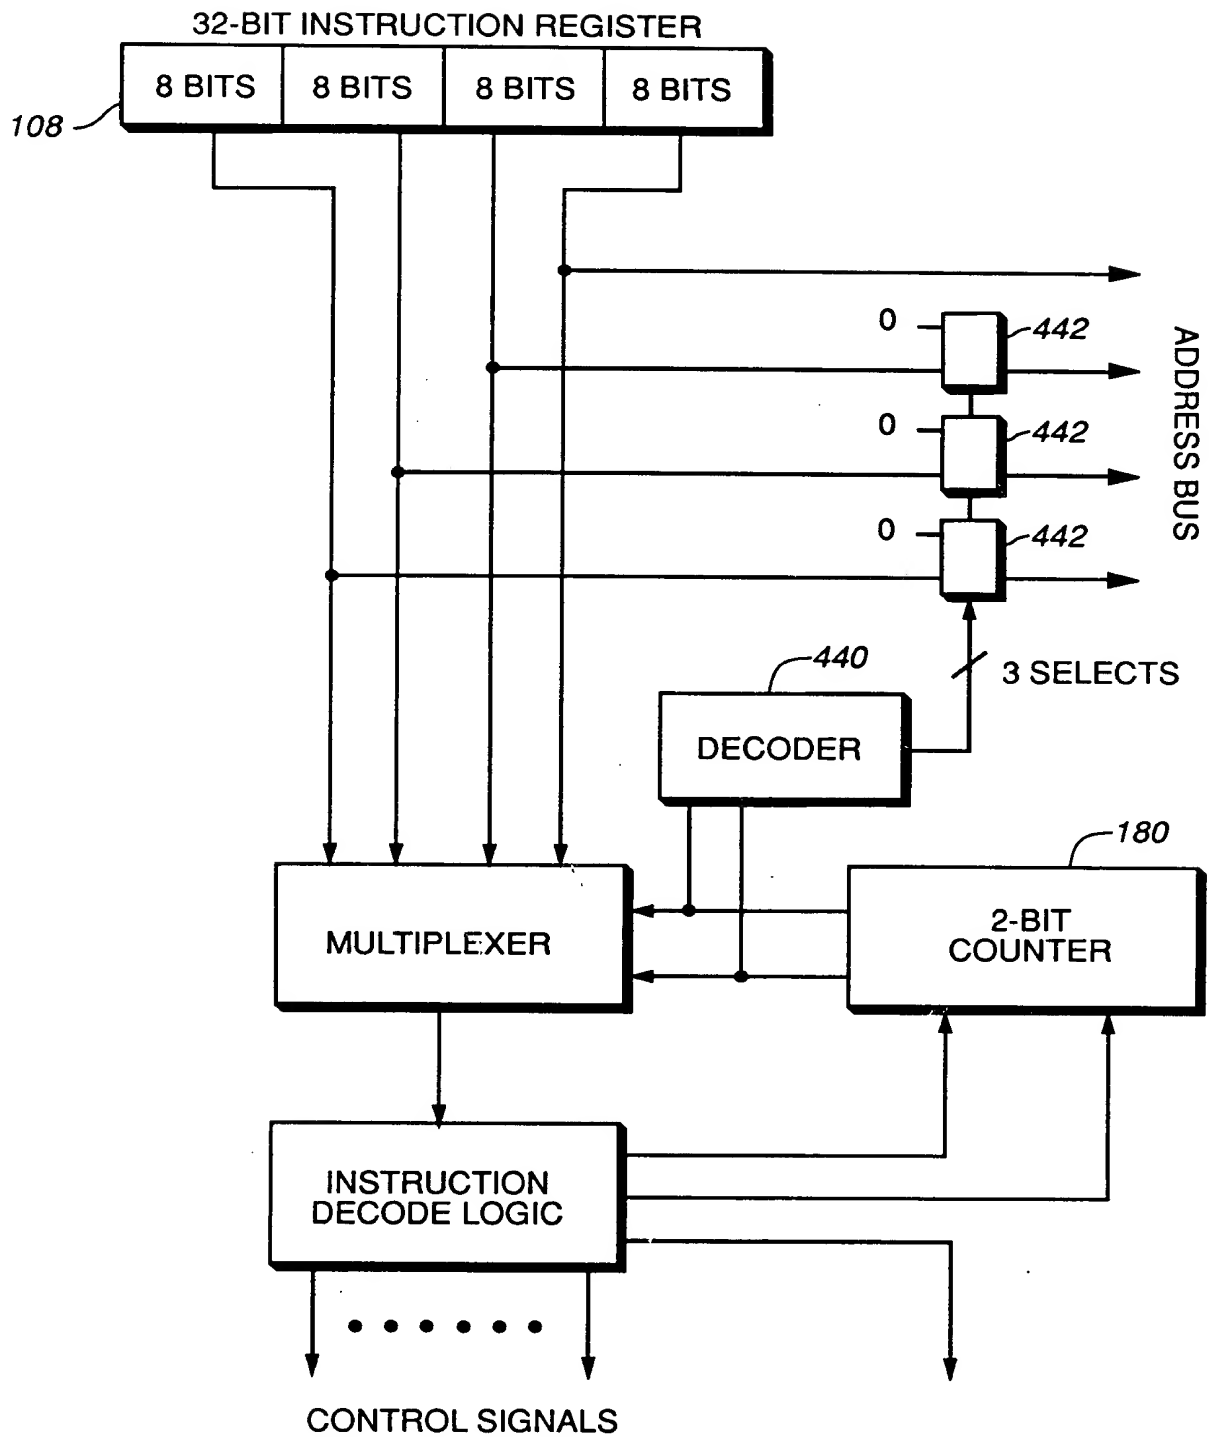 32-BIT INSTRUCTION REGISTER
8 BITS 8 BITS 8 BITS 8 BITS
108
0 442
0 442
0 442
ADDRESS BUS
3 SELECTS
440
DECODER
180
2-BIT
COUNTER
MULTIPLEXER
INSTRUCTION
DECODE LOGIC
CONTROL SIGNALS